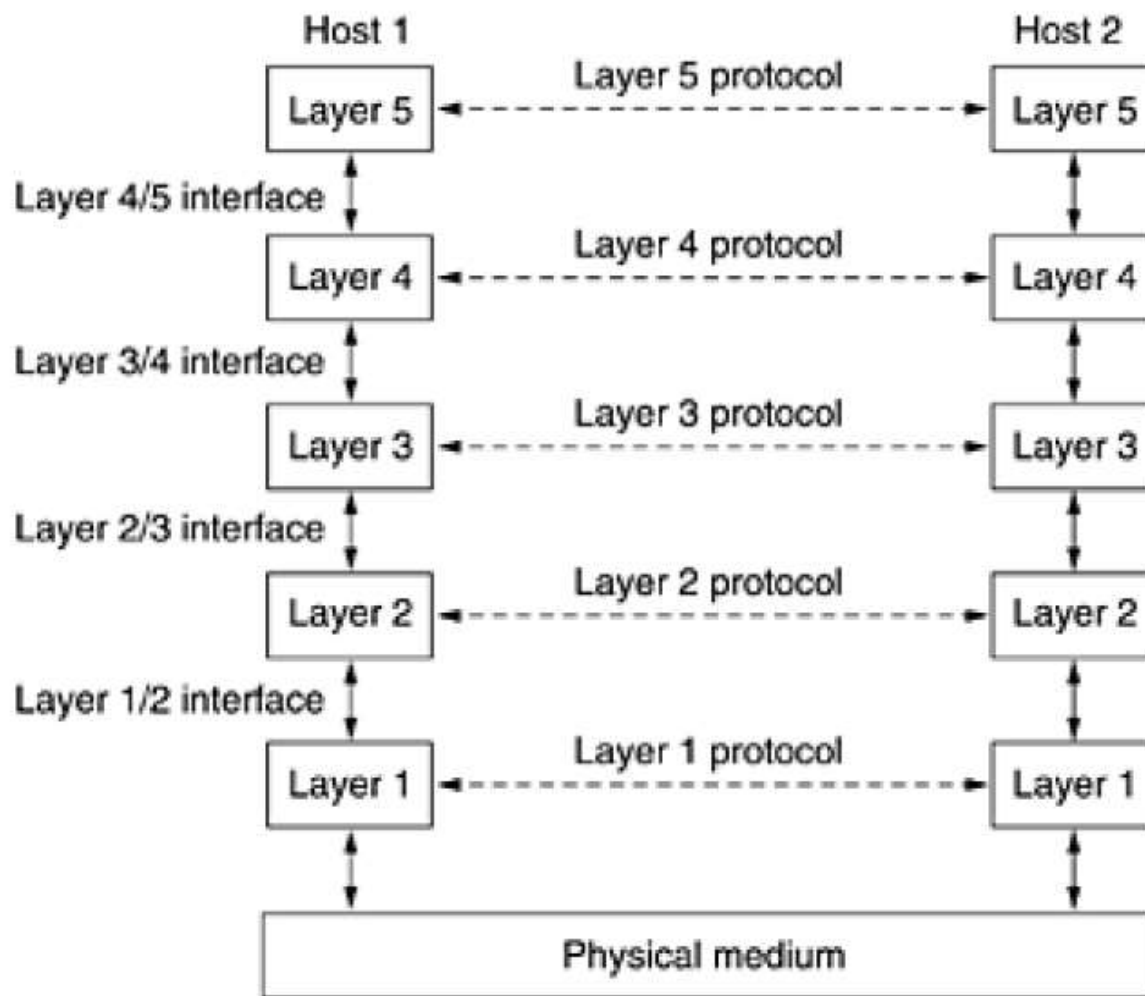 Host 1
Host 2
Layer 5 protocol
Layer 5
Layer 5
Layer 4/5 interface
Layer 4 protocol
Layer 4
Layer 4
Layer 3/4 interface
Layer 3 protocol
Layer 3
Layer 3
Layer 2/3 interface
Layer 2 protocol
Layer 2
Layer 2
Layer 1/2 interface
Layer 1 protocol
Layer 1
Layer 1
Physical medium